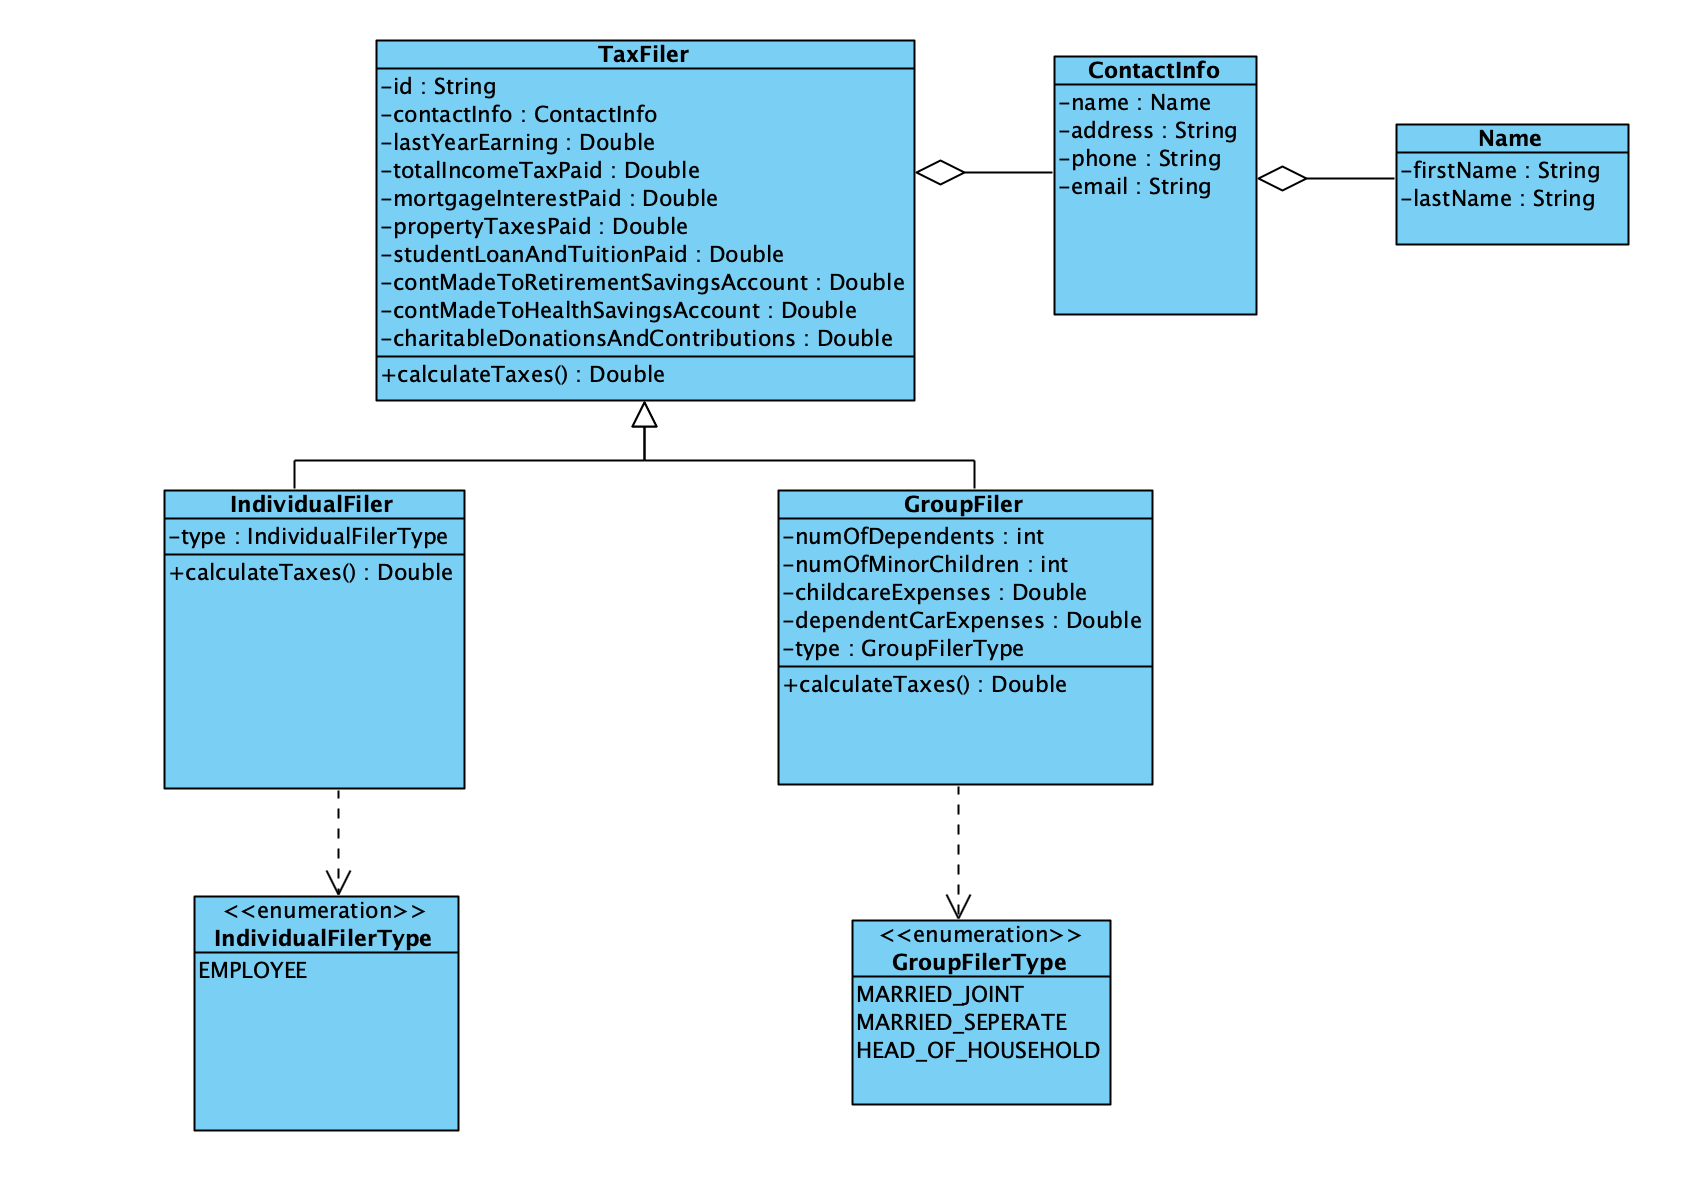 TaxFiler
-id : String
-contactInfo : ContactInfo
-lastYearEarning : Double
-totalIncomeTaxPaid : Double
-mortgageInterestPaid : Double
-propertyTaxesPaid : Double
-studentLoanAndTuitionPaid : Double
-contMadeToRetirementSavingsAccount : Double
-contMadeToHealthSavingsAccount : Double
-charitableDonationsAndContributions : Double
+calculateTaxes() : Double
ContactInfo
-name : Name
-address : String
-phone : String
-email : String
Name
-firstName : String
-lastName : String
IndividualFiler
-type : IndividualFilerType
+calculateTaxes() : Double
GroupFiler
-numOfDependents : int
-numOfMinorChildren : int
-childcareExpenses : Double
-dependentCarExpenses : Double
-type : GroupFilerType
+calculateTaxes() : Double
<<enumeration>>
IndividualFilerType
EMPLOYEE
<<enumeration>>
GroupFilerType
MARRIED_JOINT
MARRIED_SEPERATE
HEAD_OF_HOUSEHOLD